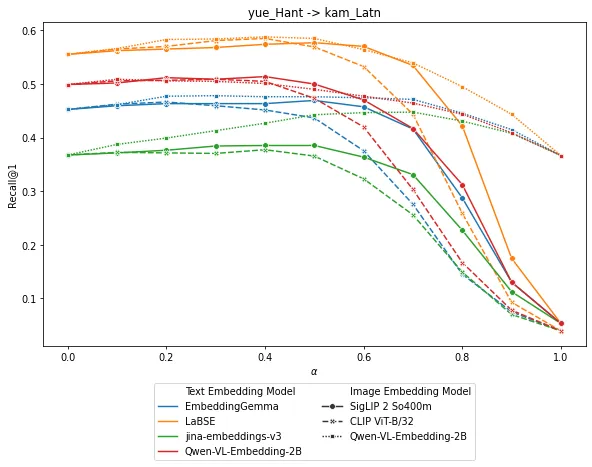 yue_Hant -> kam_Latn
Recall@1
0.6
0.5
0.4
0.3
0.2
0.1
0.0 0.2 0.4 0.6 0.8 1.0
α
Text Embedding Model Image Embedding Model
EmbeddingGemma SigLIP 2 So400m
LaBSE CLIP ViT-B/32
jina-embeddings-v3 Qwen-VL-Embedding-2B
Qwen-VL-Embedding-2B